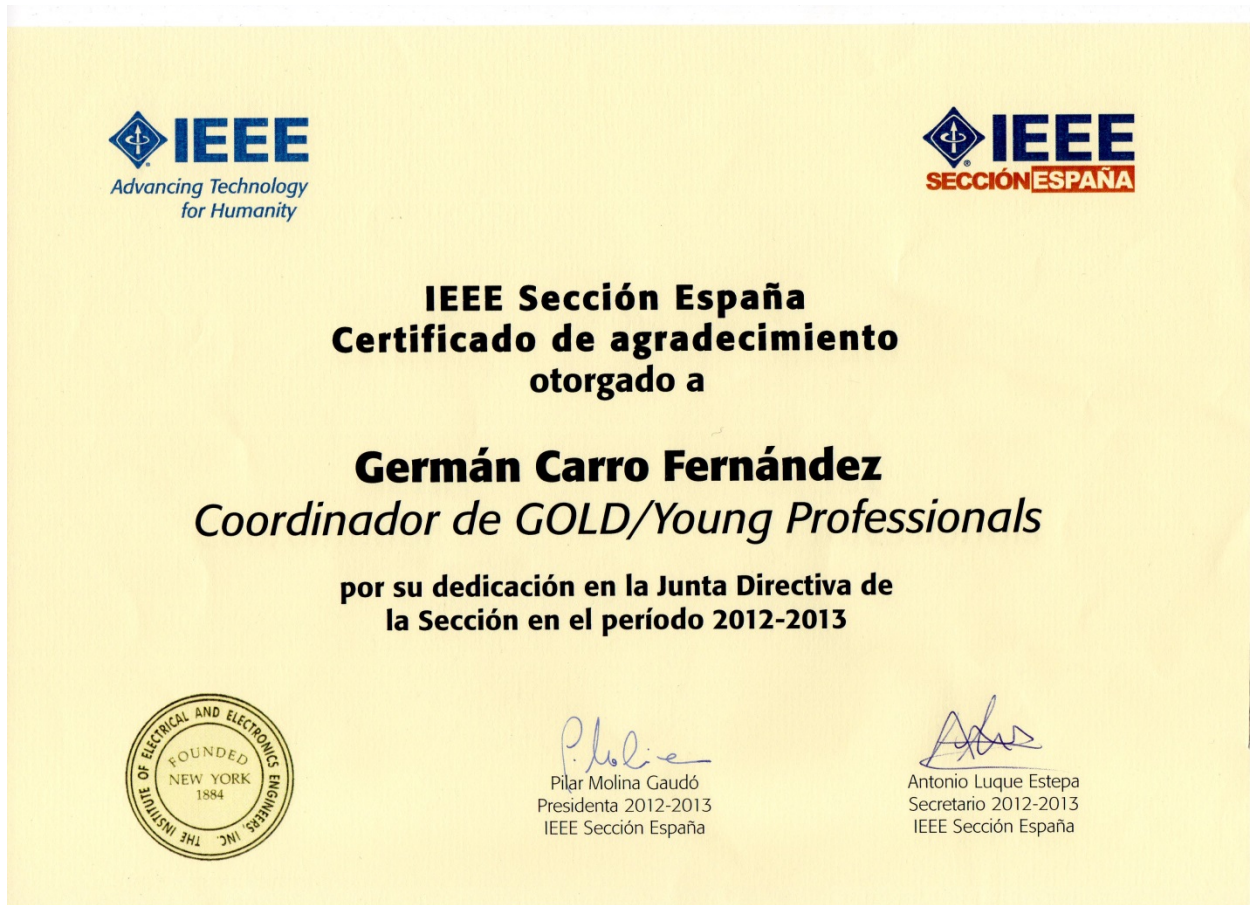 IEEE
Advancing Technology
for Humanity
IEEE
SECCIÓN ESPAÑA
IEEE Sección España
Certificado de agradecimiento
otorgado a
Germán Carro Fernández
Coordinador de GOLD/Young Professionals
por su dedicación en la Junta Directiva de
la Sección en el período 2012-2013
THE INSTITUTE OF ELECTRICAL AND ELECTRONICS ENGINEERS, INC.
FOUNDED
NEW YORK
1884
P. Molina
Pilar Molina Gaudó
Presidenta 2012-2013
IEEE Sección España
Antonio Luque Estepa
Secretario 2012-2013
IEEE Sección España